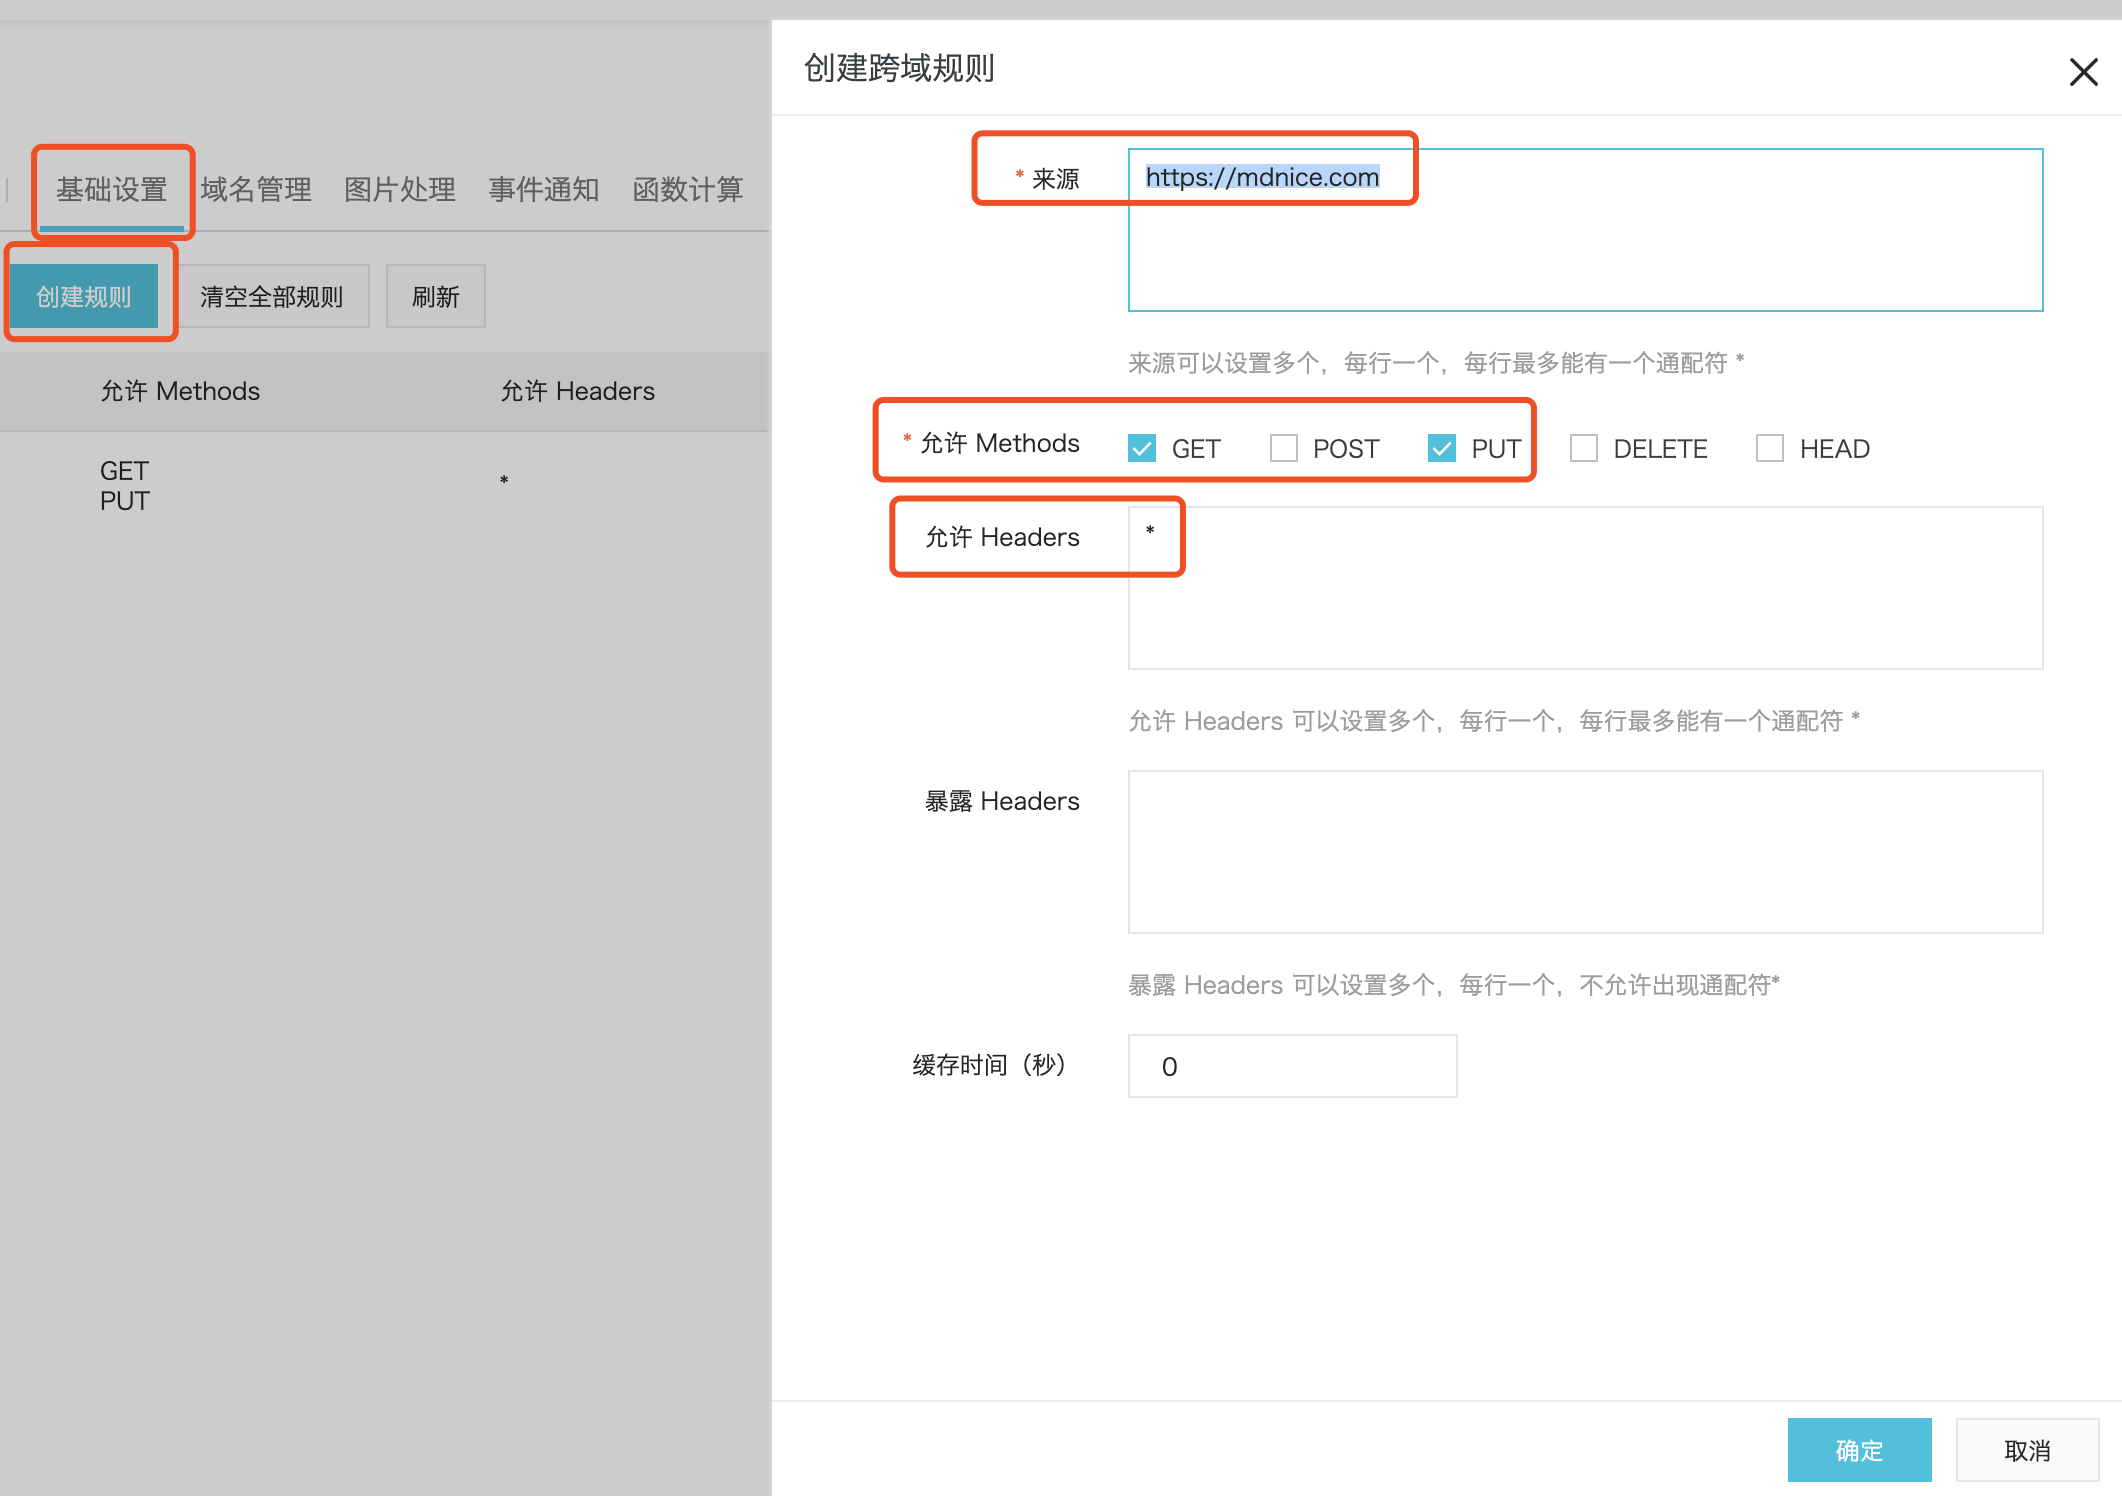 基础设置 域名管理 图片处理 事件通知 函数计算
创建规则 清空全部规则 刷新
允许 Methods 允许 Headers
GET *
PUT
创建跨域规则
* 来源 https://mdnice.com
来源可以设置多个，每行一个，每行最多能有一个通配符 *
* 允许 Methods GET POST PUT DELETE HEAD
允许 Headers *
允许 Headers 可以设置多个，每行一个，每行最多能有一个通配符 *
暴露 Headers
暴露 Headers 可以设置多个，每行一个，不允许出现通配符*
缓存时间（秒） 0
确定 取消